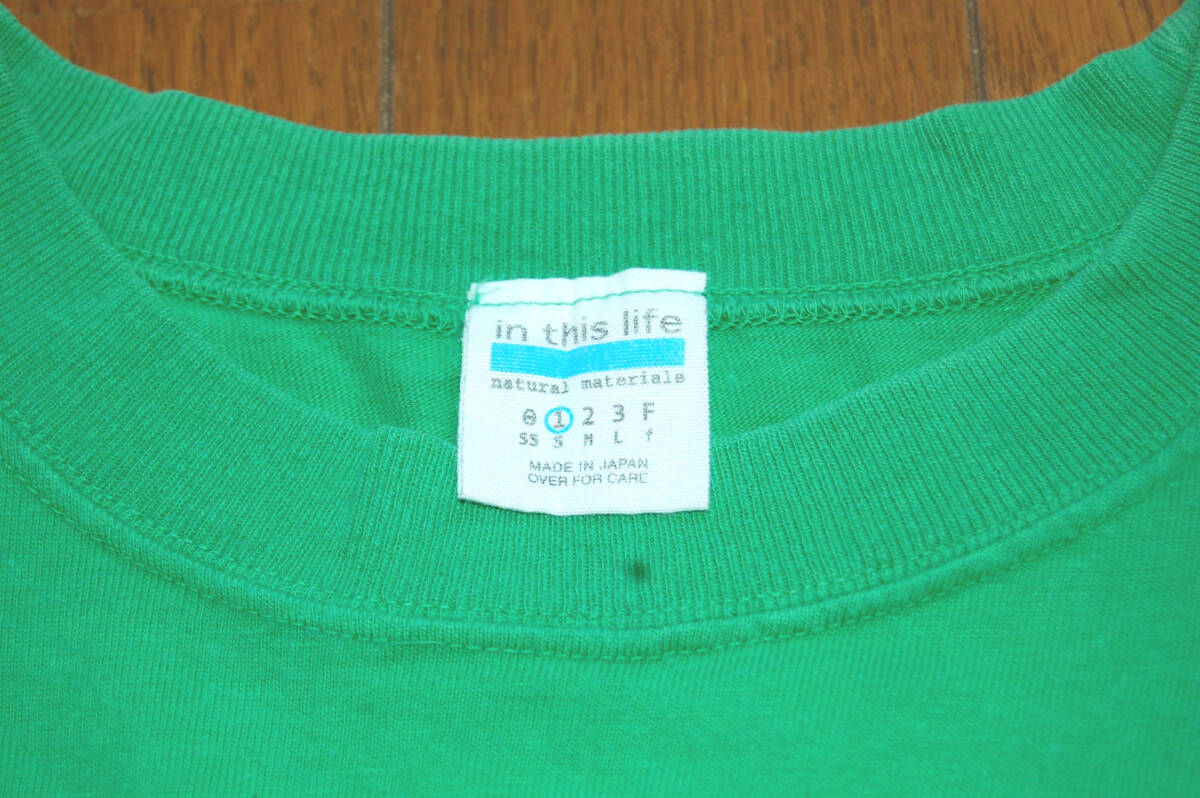 in this life
natural materials
0 1 2 3 F
SS S M L f
MADE IN JAPAN
OVER FOR CARE